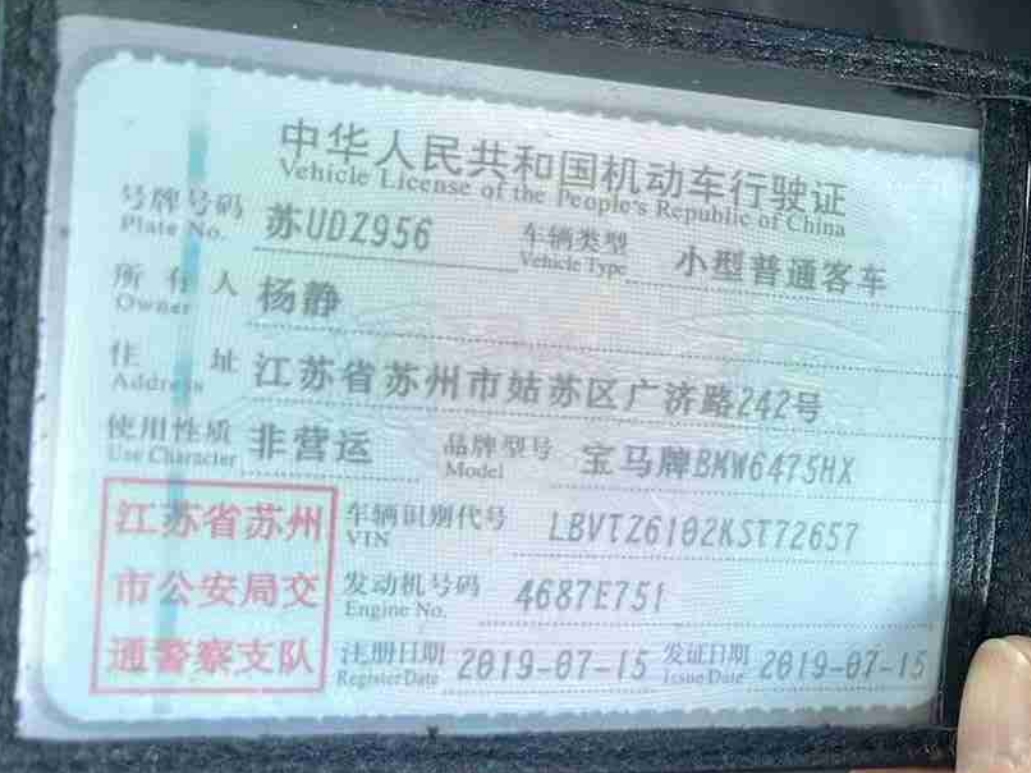 中华人民共和国机动车行驶证
Vehicle License of the People's Republic of China
号牌号码 苏UDZ956 车辆类型 小型普通客车
Plate No. Vehicle Type
所有人 杨静
Owner
住址 江苏省苏州市姑苏区广济路242号
Address
使用性质 非营运 品牌型号 宝马牌BMW6475HX
Use Character Model
江苏省苏州 车辆识别代号 LBVTZ6102KST72657
VIN
市公安局交 发动机号码 4687E751
Engine No.
通警察支队 注册日期 2019-07-15 发证日期 2019-07-15
Register Date Issue Date